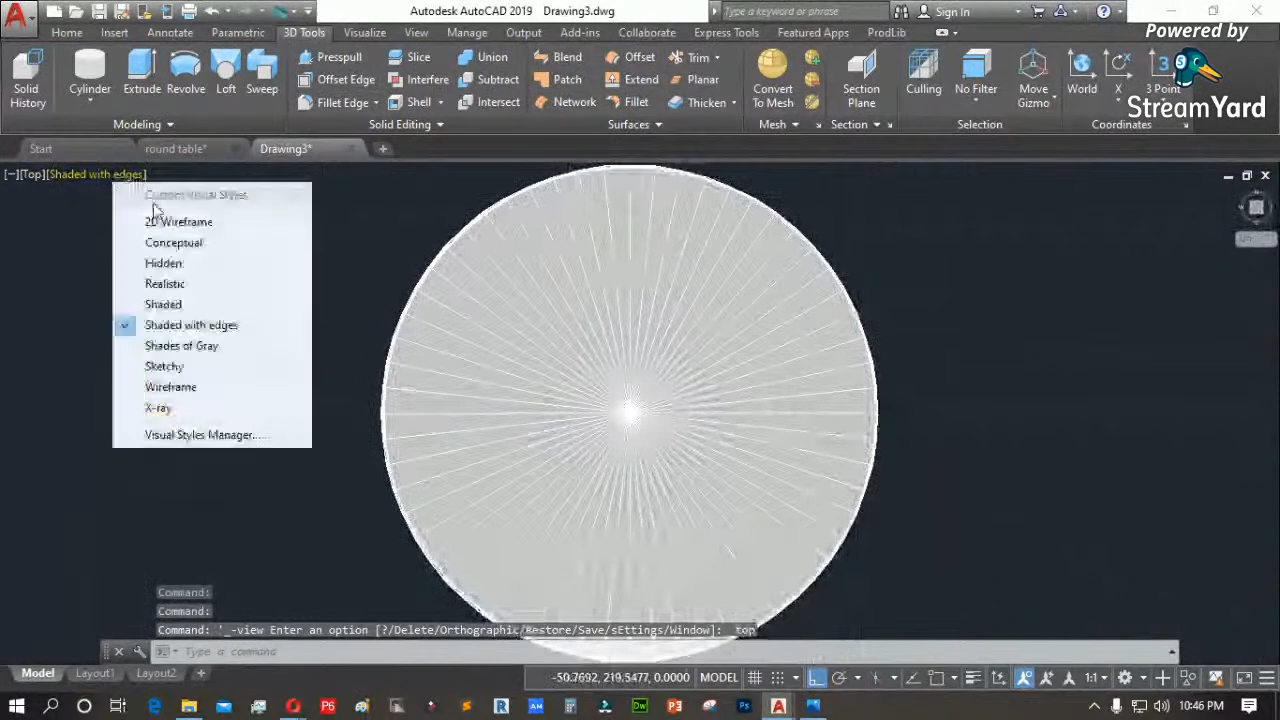 Autodesk AutoCAD 2019 Drawing3.dwg
Type a keyword or phrase
Sign In
Home Insert Annotate Parametric 3D Tools Visualize View Manage Output Add-ins Collaborate Express Tools Featured Apps ProdLib
Powered by
StreamYard
Solid History
Cylinder
Extrude
Revolve
Loft
Sweep
Presspull
Offset Edge
Fillet Edge
Slice
Interfere
Shell
Union
Subtract
Intersect
Blend
Patch
Network
Offset
Extend
Fillet
Trim
Planar
Thicken
Convert To Mesh
Section Plane
Culling
No Filter
Move Gizmo
World
X
3 Point
Modeling
Solid Editing
Surfaces
Mesh
Section
Selection
Coordinates
Start
round table*
Drawing3*
[−][Top][Shaded with edges]
Custom Visual Styles
2D Wireframe
Conceptual
Hidden
Realistic
Shaded
Shaded with edges
Shades of Gray
Sketchy
Wireframe
X-ray
Visual Styles Manager...
Command:
Command:
Command: '_-view Enter an option [?/Delete/Orthographic/Restore/Save/sEttings/Window]: _top
Type a command
Model Layout1 Layout2
-50.7692, 219.5477, 0.0000 MODEL
1:1
10:46 PM